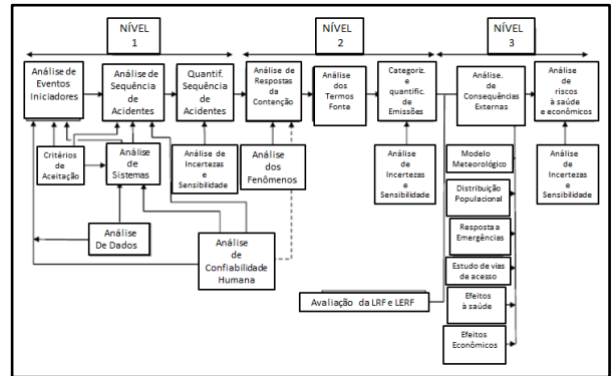 NÍVEL
1
NÍVEL
2
NÍVEL
3
Análise de
Eventos
Iniciadores
Análise de
Sequência
de
Acidentes
Quantif.
Sequência
de
Acidentes
Análise de
Respostas
da
Contenção
Análise
dos
Termos
Fonte
Categoriz.
e
quantific.
de
Emissões
Análise.
de
Consequências
Externas
Análise
de
riscos
à saúde e
econômicos
Critérios
de
Aceitação
Análise
de
Sistemas
Análise de
Incertezas
e
Sensibilidade
Análise
dos
Fenômenos
Análise
de
Incertezas
e
Sensibilidade
Modelo
Meteorológico
Distribuição
Populacional
Resposta a
Emergências
Estudo de vias
de acesso
Efeitos
à saúde
Efeitos
Econômicos
Análise
de
Incertezas
e
Sensibilidade
Análise
De Dados
Análise
de
Confiabilidade
Humana
Avaliação da LRF e LERF